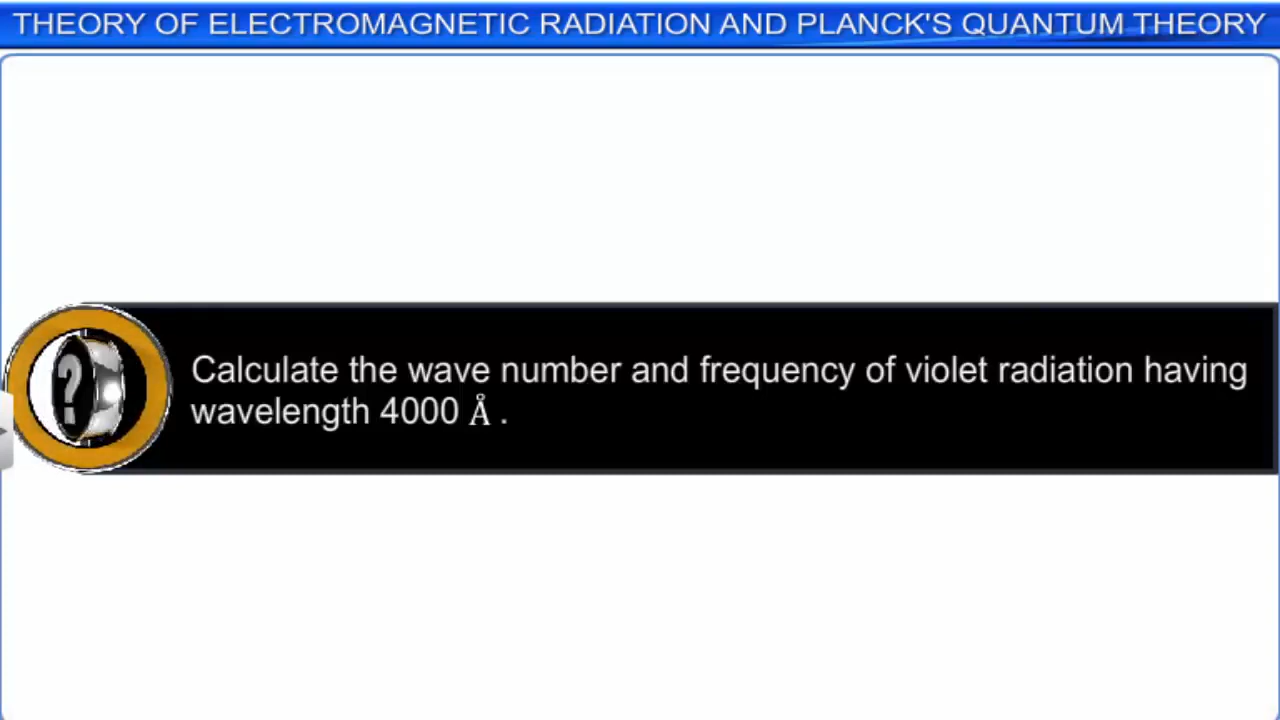 THEORY OF ELECTROMAGNETIC RADIATION AND PLANCK'S QUANTUM THEORY
?
Calculate the wave number and frequency of violet radiation having
wavelength 4000 Å .